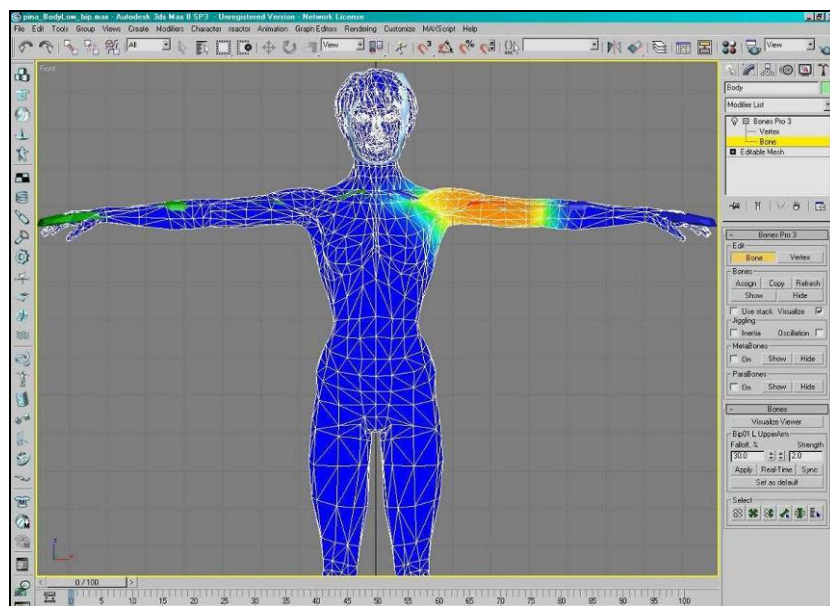 pina_BodyLow_bip.max - Autodesk 3ds Max 8 SP3 - Unregistered Version - Network License
File Edit Tools Group Views Create Modifiers Character reactor Animation Graph Editors Rendering Customize MAXScript Help
All View View
Front
Body
Modifier List
Bones Pro 3
Vertex
Bone
Editable Mesh
- Bones Pro 3
Edit
Bone Vertex
Bones
Assign Copy Refresh
Show Hide
Use stack Visualize
Jiggling
Inertia Oscillation
MetaBones
On Show Hide
ParaBones
On Show Hide
- Bones
Visualize Viewer
Bip01 L UpperArm
Falloff, % Strength
30.0 2.0
Apply Real-Time Sync
Set as default
Select
z
x
< 0 / 100 >
0 5 10 15 20 25 30 35 40 45 50 55 60 65 70 75 80 85 90 95 100